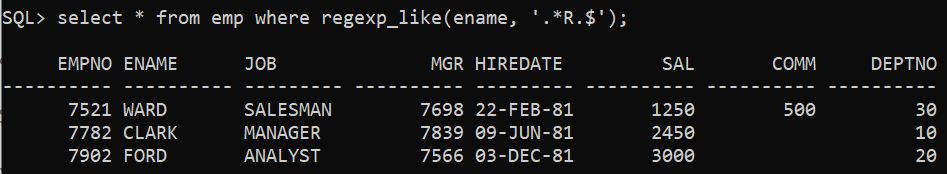 SQL> select * from emp where regexp_like(ename, '.*R.$');
EMPNO ENAME JOB MGR HIREDATE SAL COMM DEPTNO
---------- ---------- --------- ---------- --------- ---------- ---------- ----------
7521 WARD SALESMAN 7698 22-FEB-81 1250 500 30
7782 CLARK MANAGER 7839 09-JUN-81 2450 10
7902 FORD ANALYST 7566 03-DEC-81 3000 20